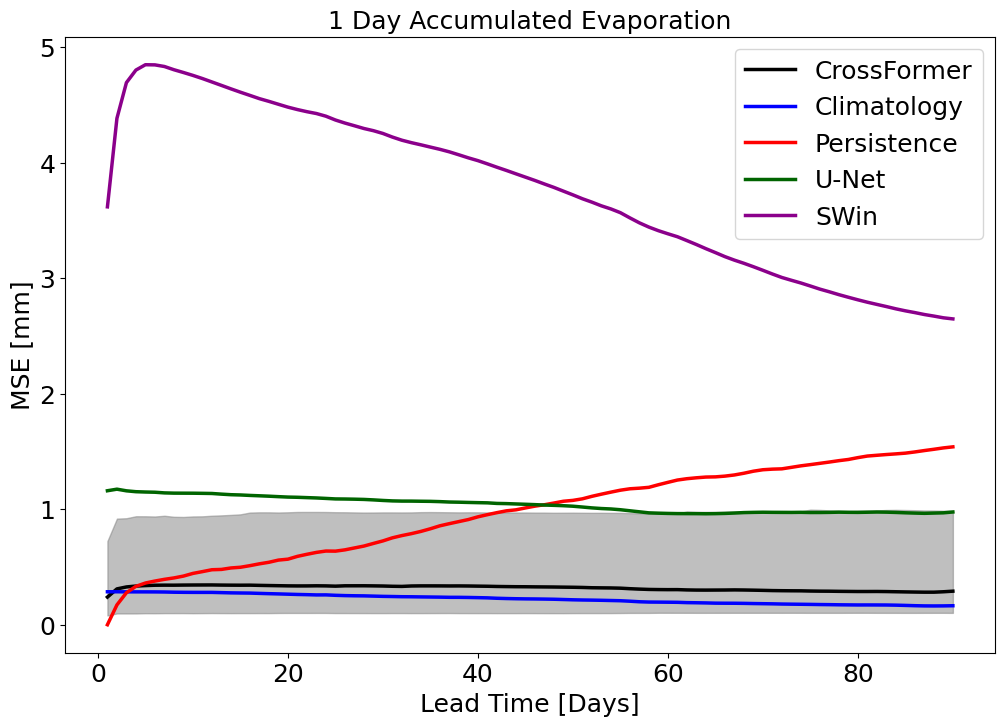 1 Day Accumulated Evaporation
5
4
3
2
1
0
MSE [mm]
CrossFormer
Climatology
Persistence
U-Net
SWin
0 20 40 60 80
Lead Time [Days]